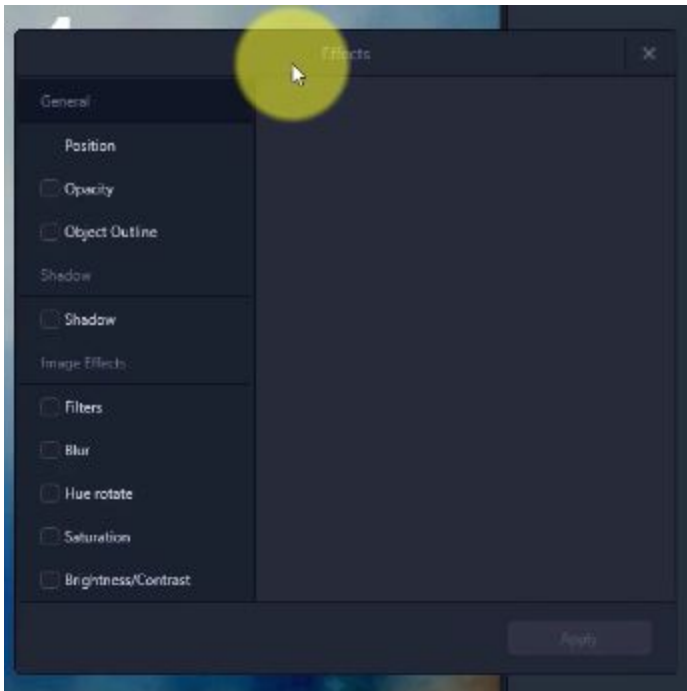 Effects
General
Position
Opacity
Object Outline
Shadow
Shadow
Image Effects
Filters
Blur
Hue rotate
Saturation
Brightness/Contrast
Apply